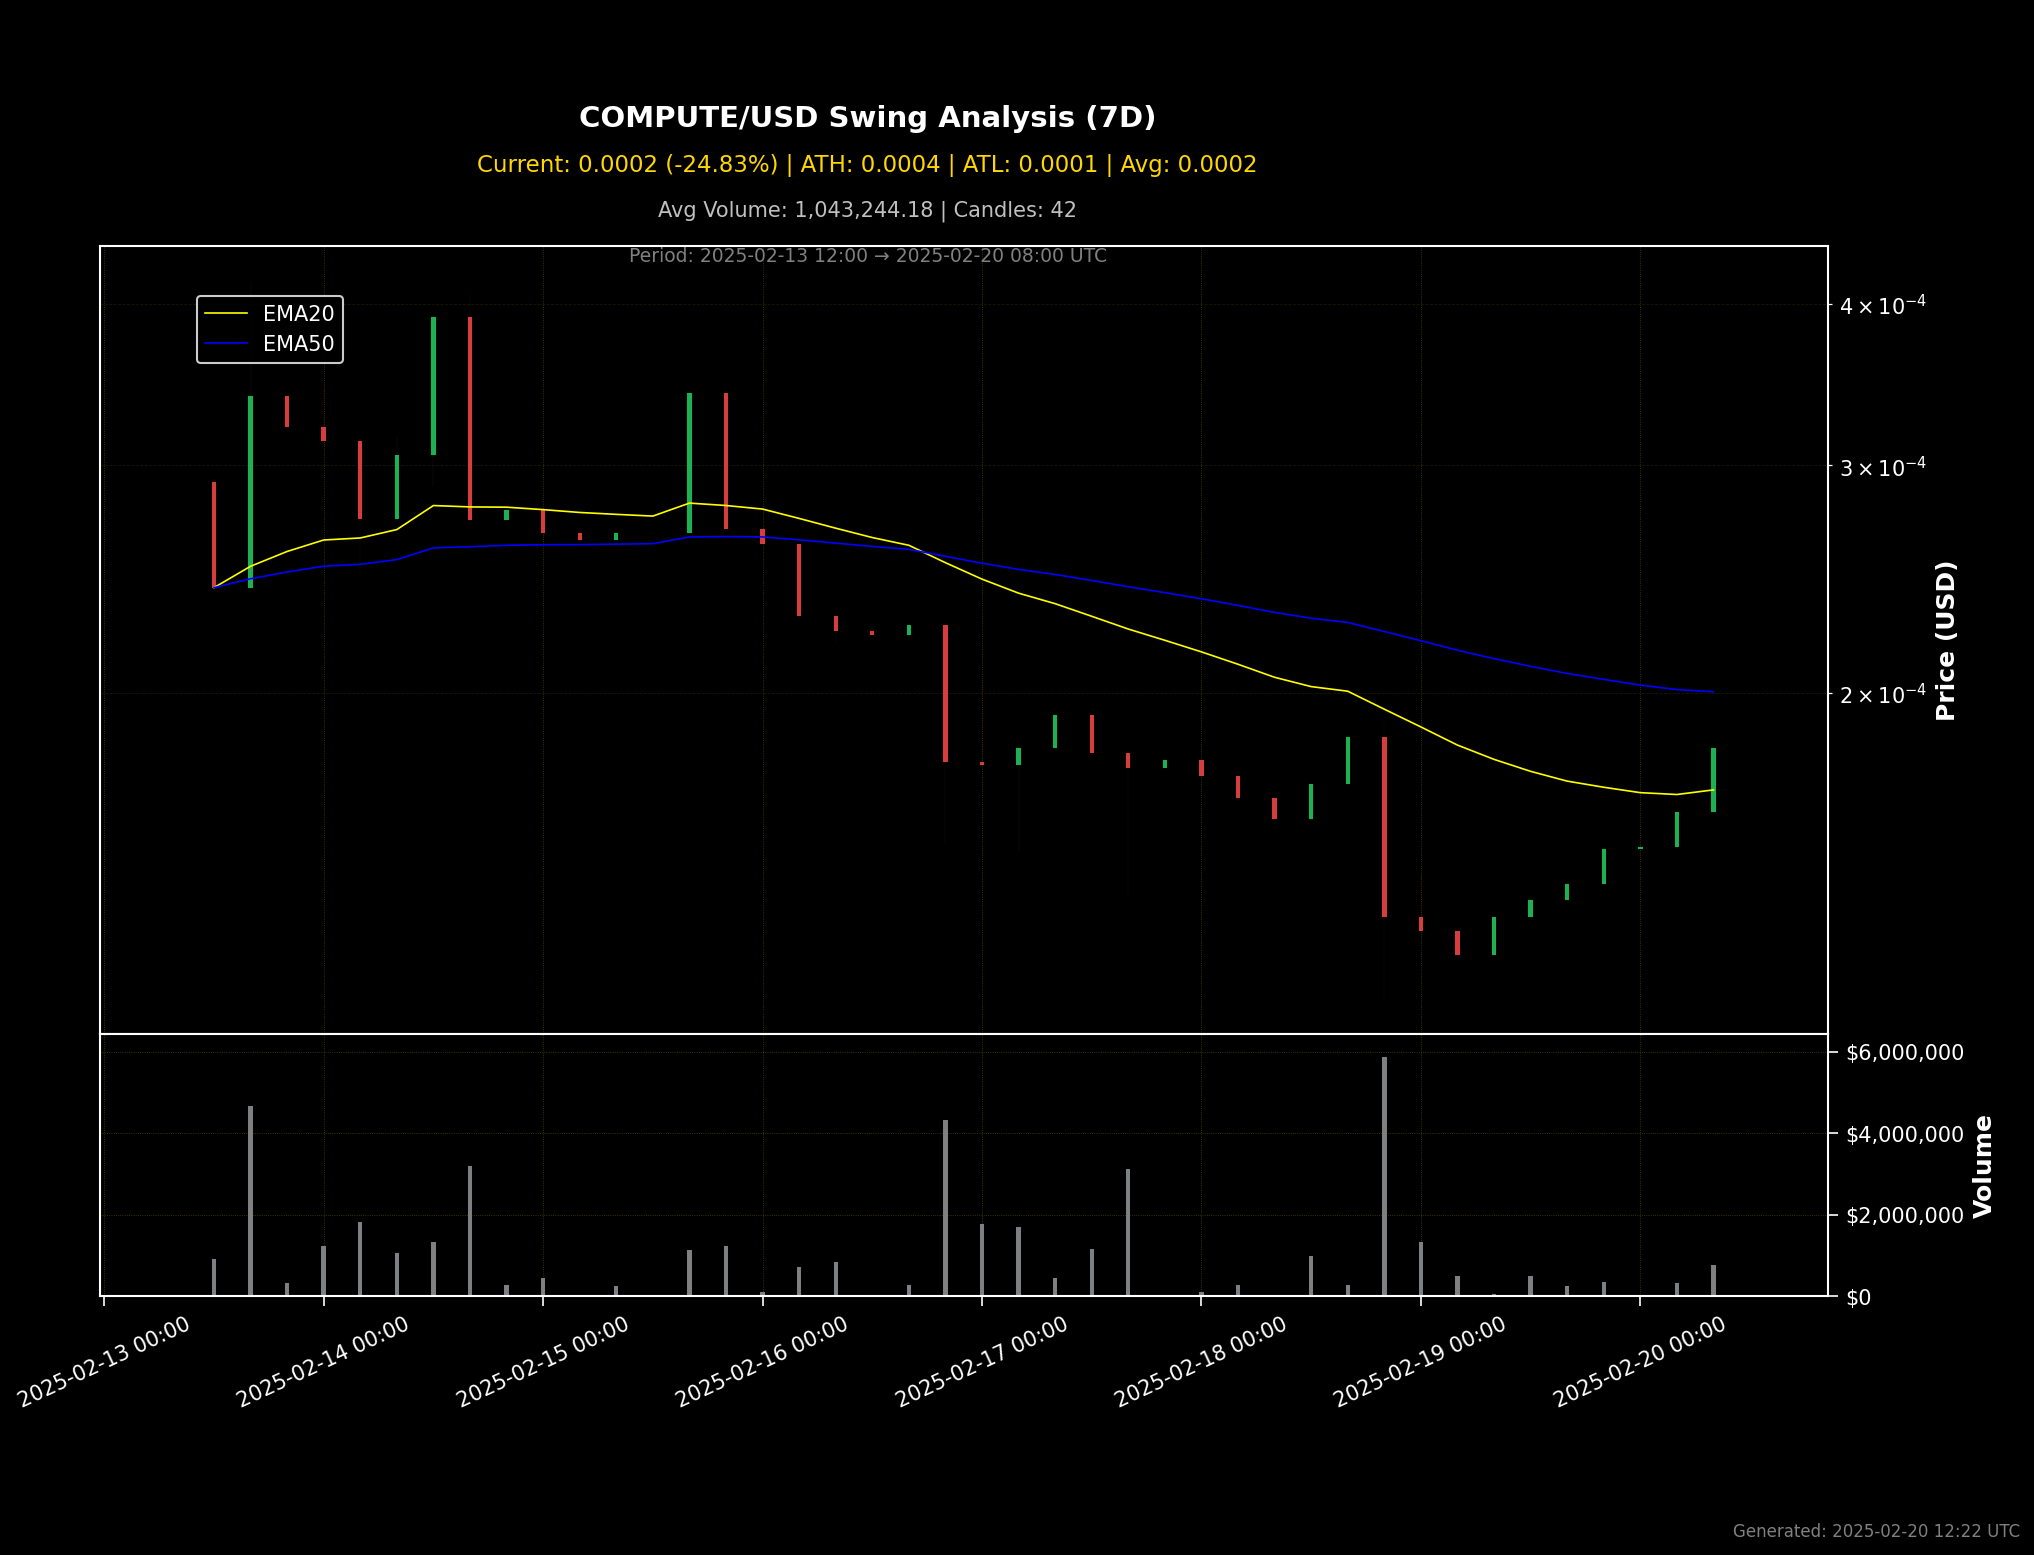 COMPUTE/USD Swing Analysis (7D)
Current: 0.0002 (-24.83%) | ATH: 0.0004 | ATL: 0.0001 | Avg: 0.0002
Avg Volume: 1,043,244.18 | Candles: 42
Period: 2025-02-13 12:00 → 2025-02-20 08:00 UTC
EMA20
EMA50
4 × 10⁻⁴
3 × 10⁻⁴
2 × 10⁻⁴
Price (USD)
$6,000,000
$4,000,000
$2,000,000
$0
Volume
2025-02-13 00:00
2025-02-14 00:00
2025-02-15 00:00
2025-02-16 00:00
2025-02-17 00:00
2025-02-18 00:00
2025-02-19 00:00
2025-02-20 00:00
Generated: 2025-02-20 12:22 UTC